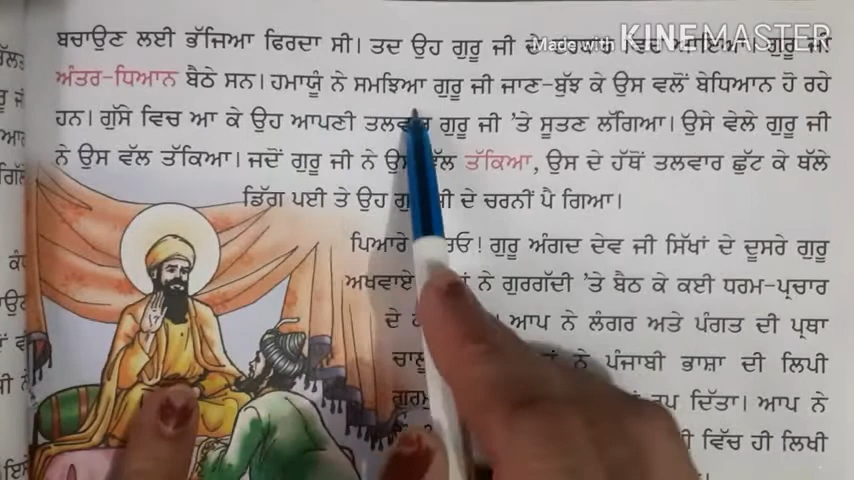 ਬਚਾਉਣ ਲਈ ਭੱਜਿਆ ਫਿਰਦਾ ਸੀ। ਤਦ ਉਹ ਗੁਰੂ ਜੀ ਦੇ ਆਇਆ। ਗੁਰੂ ਜੀ
Made with KINEMASTER
ਅੰਤਰ-ਧਿਆਨ ਬੈਠੇ ਸਨ। ਹਮਾਯੂੰ ਨੇ ਸਮਝਿਆ ਗੁਰੂ ਜੀ ਜਾਣ-ਬੁੱਝ ਕੇ ਉਸ ਵਲੋਂ ਬੇਧਿਆਨ ਹੋ ਰਹੇ
ਹਨ। ਗੁੱਸੇ ਵਿਚ ਆ ਕੇ ਉਹ ਆਪਣੀ ਤਲਵਾਰ ਗੁਰੂ ਜੀ 'ਤੇ ਸੂਤਣ ਲੱਗਿਆ। ਉਸੇ ਵੇਲੇ ਗੁਰੂ ਜੀ
ਨੇ ਉਸ ਵੱਲ ਤੱਕਿਆ। ਜਦੋਂ ਗੁਰੂ ਜੀ ਨੇ ਉਸ ਵੱਲ ਤੱਕਿਆ, ਉਸ ਦੇ ਹੱਥੋਂ ਤਲਵਾਰ ਛੁੱਟ ਕੇ ਥੱਲੇ
ਡਿੱਗ ਪਈ ਤੇ ਉਹ ਗੁਰੂ ਜੀ ਦੇ ਚਰਨੀਂ ਪੈ ਗਿਆ।
ਪਿਆਰੇ ! ਗੁਰੂ ਅੰਗਦ ਦੇਵ ਜੀ ਸਿੱਖਾਂ ਦੇ ਦੂਸਰੇ ਗੁਰੂ
ਅਖਵਾਏ ਨੇ ਗੁਰਗੱਦੀ 'ਤੇ ਬੈਠ ਕੇ ਕਈ ਧਰਮ-ਪ੍ਰਚਾਰ
ਦੇ ਆਪ ਨੇ ਲੰਗਰ ਅਤੇ ਪੰਗਤ ਦੀ ਪ੍ਰਥਾ
ਚਾਲੂ ਨੇ ਪੰਜਾਬੀ ਭਾਸ਼ਾ ਦੀ ਲਿਪੀ
ਦਿੱਤਾ। ਆਪ ਨੇ
ਵਿੱਚ ਹੀ ਲਿਖੀ